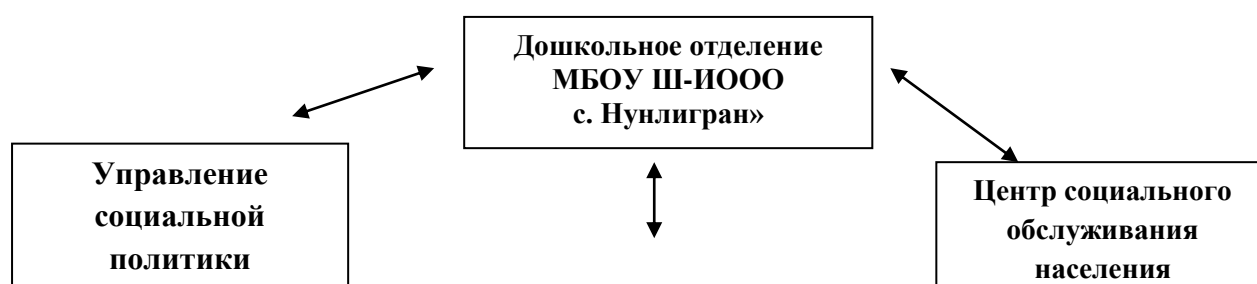 Дошкольное отделение
МБОУ Ш-ИООО
с. Нунлигран»
Управление
социальной
политики
Центр социального
обслуживания
населения